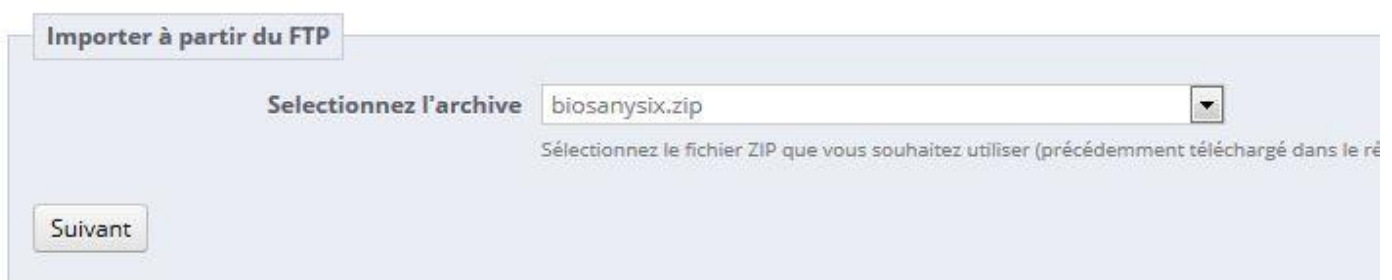 Importer à partir du FTP
Selectionnez l'archive biosanysix.zip
Sélectionnez le fichier ZIP que vous souhaitez utiliser (précédemment téléchargé dans le
Suivant